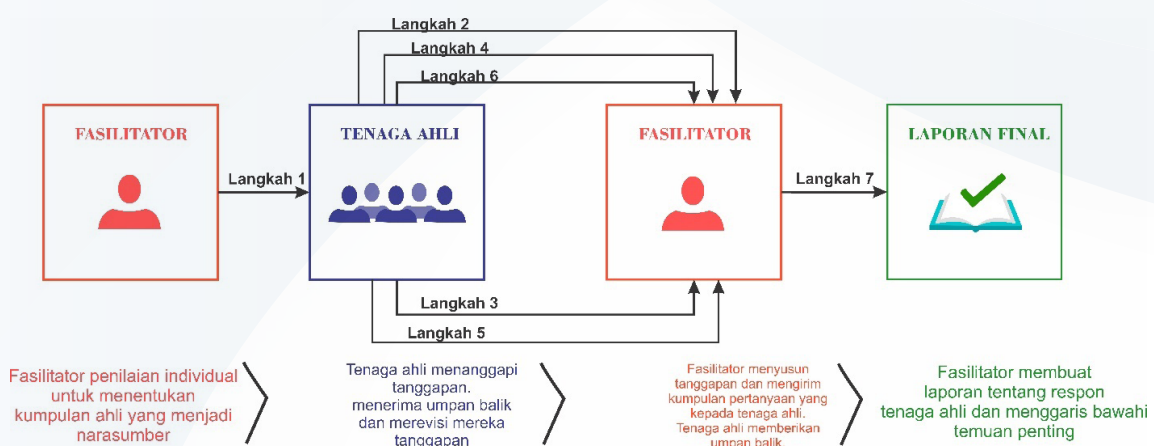 Langkah 2
Langkah 4
Langkah 6
FASILITATOR
TENAGA AHLI
FASILITATOR
LAPORAN FINAL
Langkah 1
Langkah 7
Langkah 3
Langkah 5
Fasilitator penilaian individual
untuk menentukan
kumpulan ahli yang menjadi
narasumber
Tenaga ahli menanggapi
tanggapan.
menerima umpan balik
dan merevisi mereka
tanggapan
Fasilitator menyusun
tanggapan dan mengirim
kumpulan pertanyaan yang
kepada tenaga ahli.
Tenaga ahli memberikan
umpan balik
Fasilitator membuat
laporan tentang respon
tenaga ahli dan menggaris bawahi
temuan penting